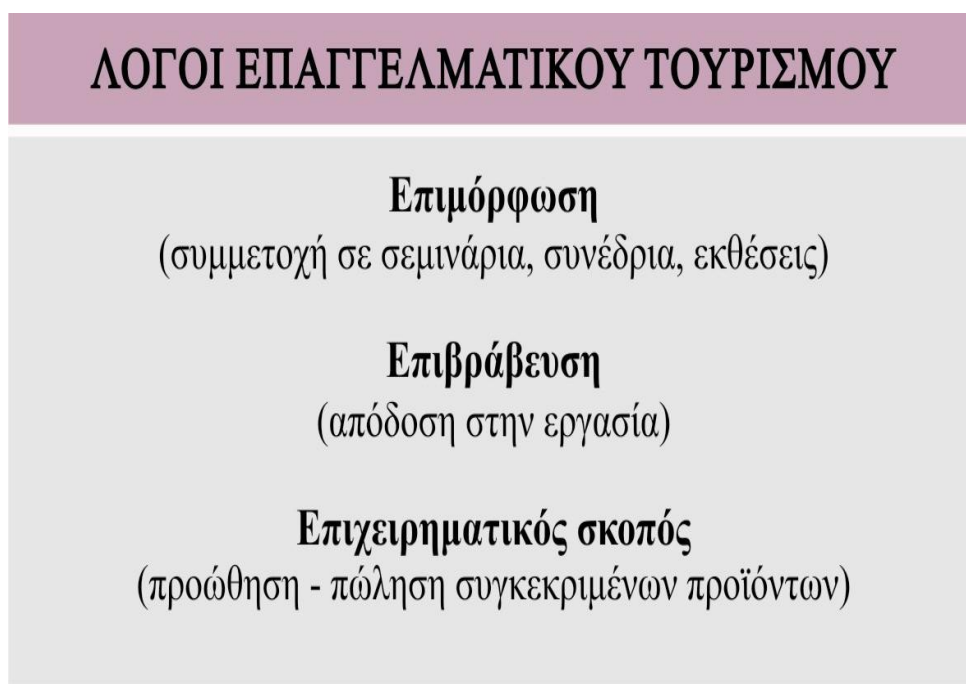 ΛΟΓΟΙ ΕΠΑΓΓΕΛΜΑΤΙΚΟΥ ΤΟΥΡΙΣΜΟΥ
Επιμόρφωση
(συμμετοχή σε σεμινάρια, συνέδρια, εκθέσεις)
Επιβράβευση
(απόδοση στην εργασία)
Επιχειρηματικός σκοπός
(προώθηση - πώληση συγκεκριμένων προϊόντων)